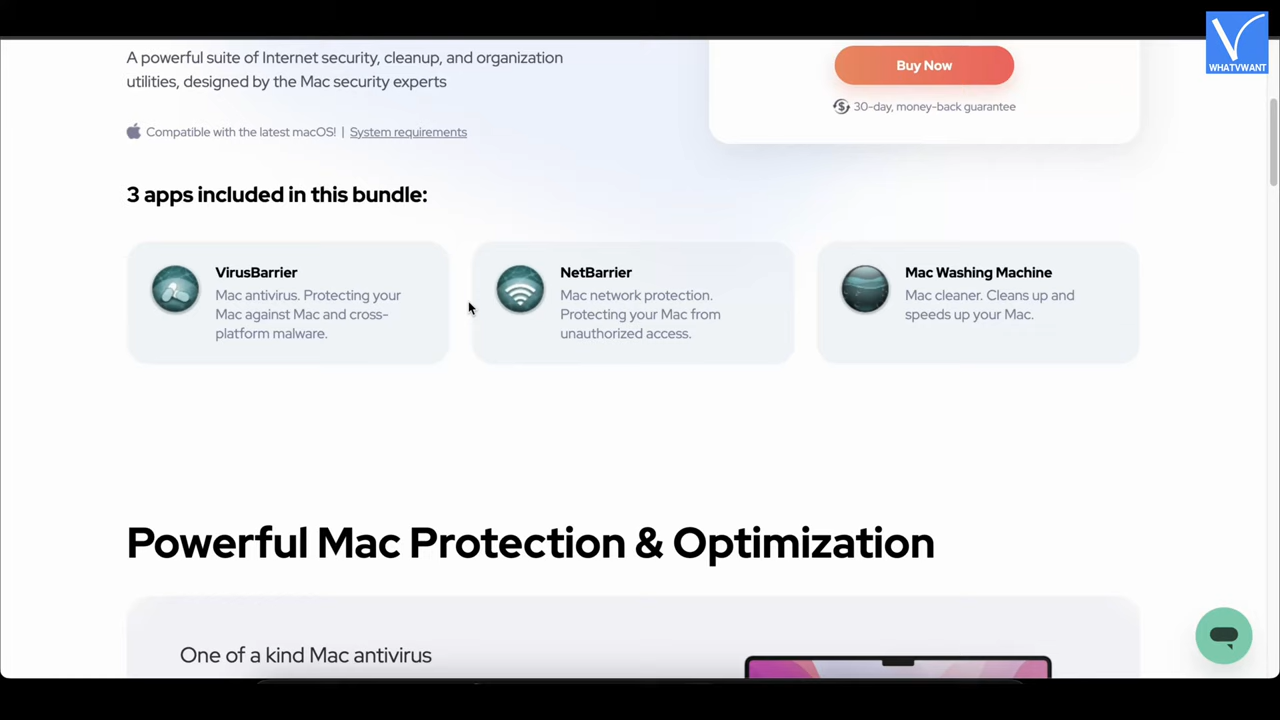 WHATVWANT
A powerful suite of Internet security, cleanup, and organization
utilities, designed by the Mac security experts
Compatible with the latest macOS! | System requirements
Buy Now
30-day, money-back guarantee
3 apps included in this bundle:
VirusBarrier
Mac antivirus. Protecting your
Mac against Mac and cross-
platform malware.
NetBarrier
Mac network protection.
Protecting your Mac from
unauthorized access.
Mac Washing Machine
Mac cleaner. Cleans up and
speeds up your Mac.
Powerful Mac Protection & Optimization
One of a kind Mac antivirus